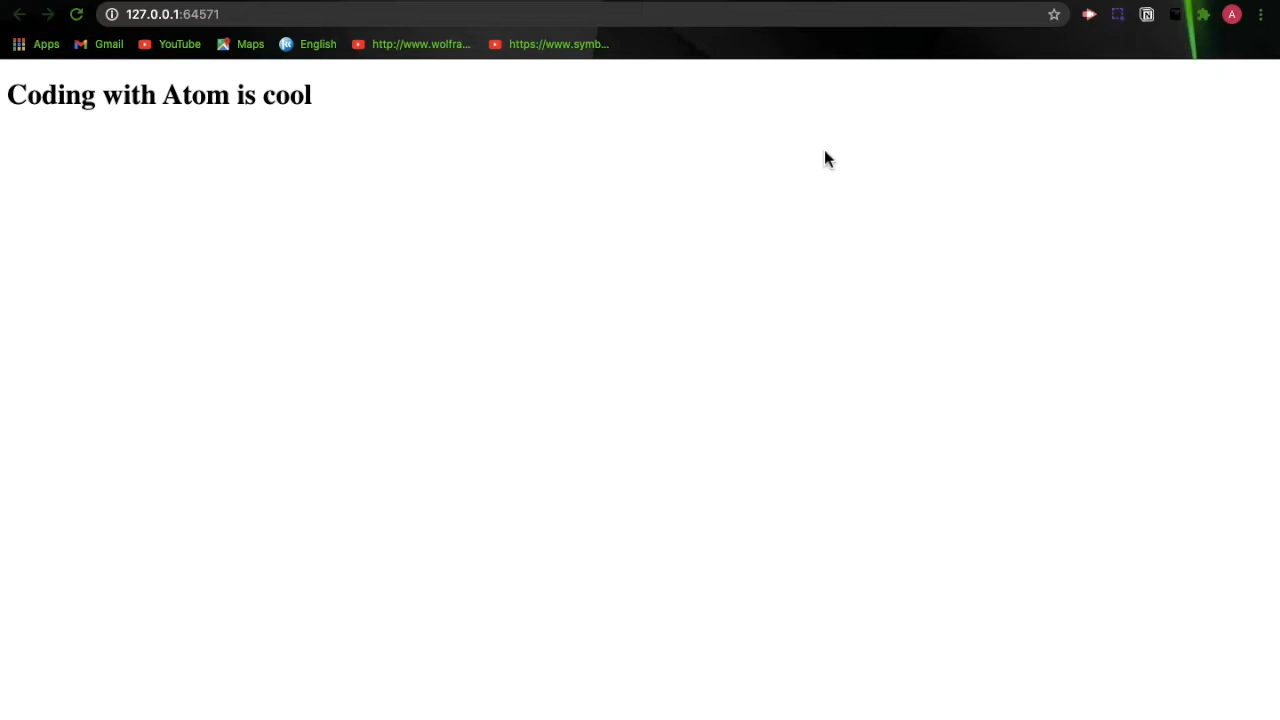 127.0.0.1:64571
A
Apps Gmail YouTube Maps English http://www.wolfra... https://www.symb...
Coding with Atom is cool